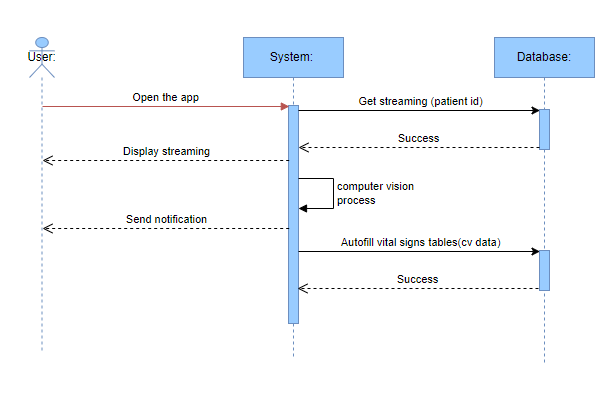 User:
System:
Database:
Open the app
Get streaming (patient id)
Success
Display streaming
computer vision
process
Send notification
Autofill vital signs tables(cv data)
Success